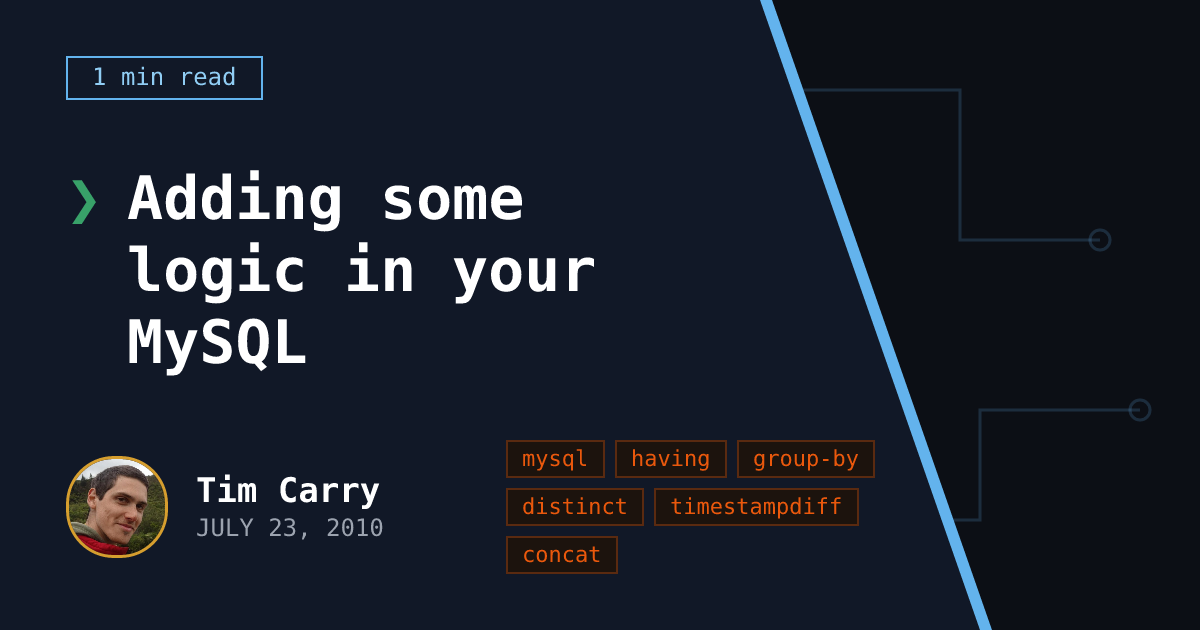 1 min read
❯ Adding some
logic in your
MySQL
Tim Carry
JULY 23, 2010
mysql having group-by
distinct timestampdiff
concat